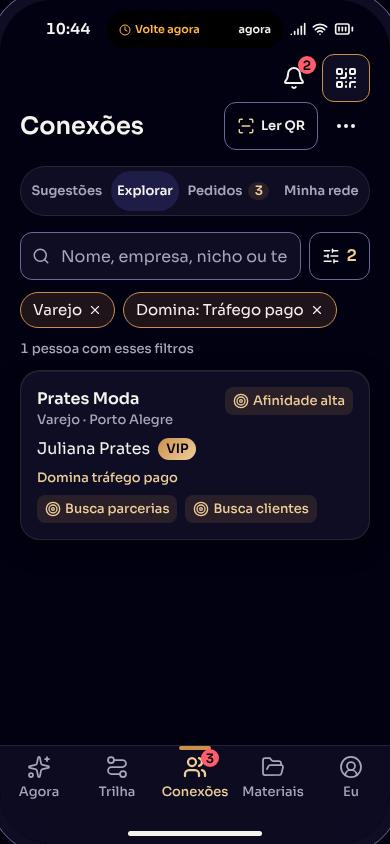 10:44
Volte agora
agora
2
Conexões
Ler QR
Sugestões
Explorar
Pedidos 3
Minha rede
Nome, empresa, nicho ou te
2
Varejo ×
Domina: Tráfego pago ×
1 pessoa com esses filtros
Prates Moda
Afinidade alta
Varejo · Porto Alegre
Juliana Prates VIP
Domina tráfego pago
Busca parcerias
Busca clientes
3
Agora
Trilha
Conexões
Materiais
Eu